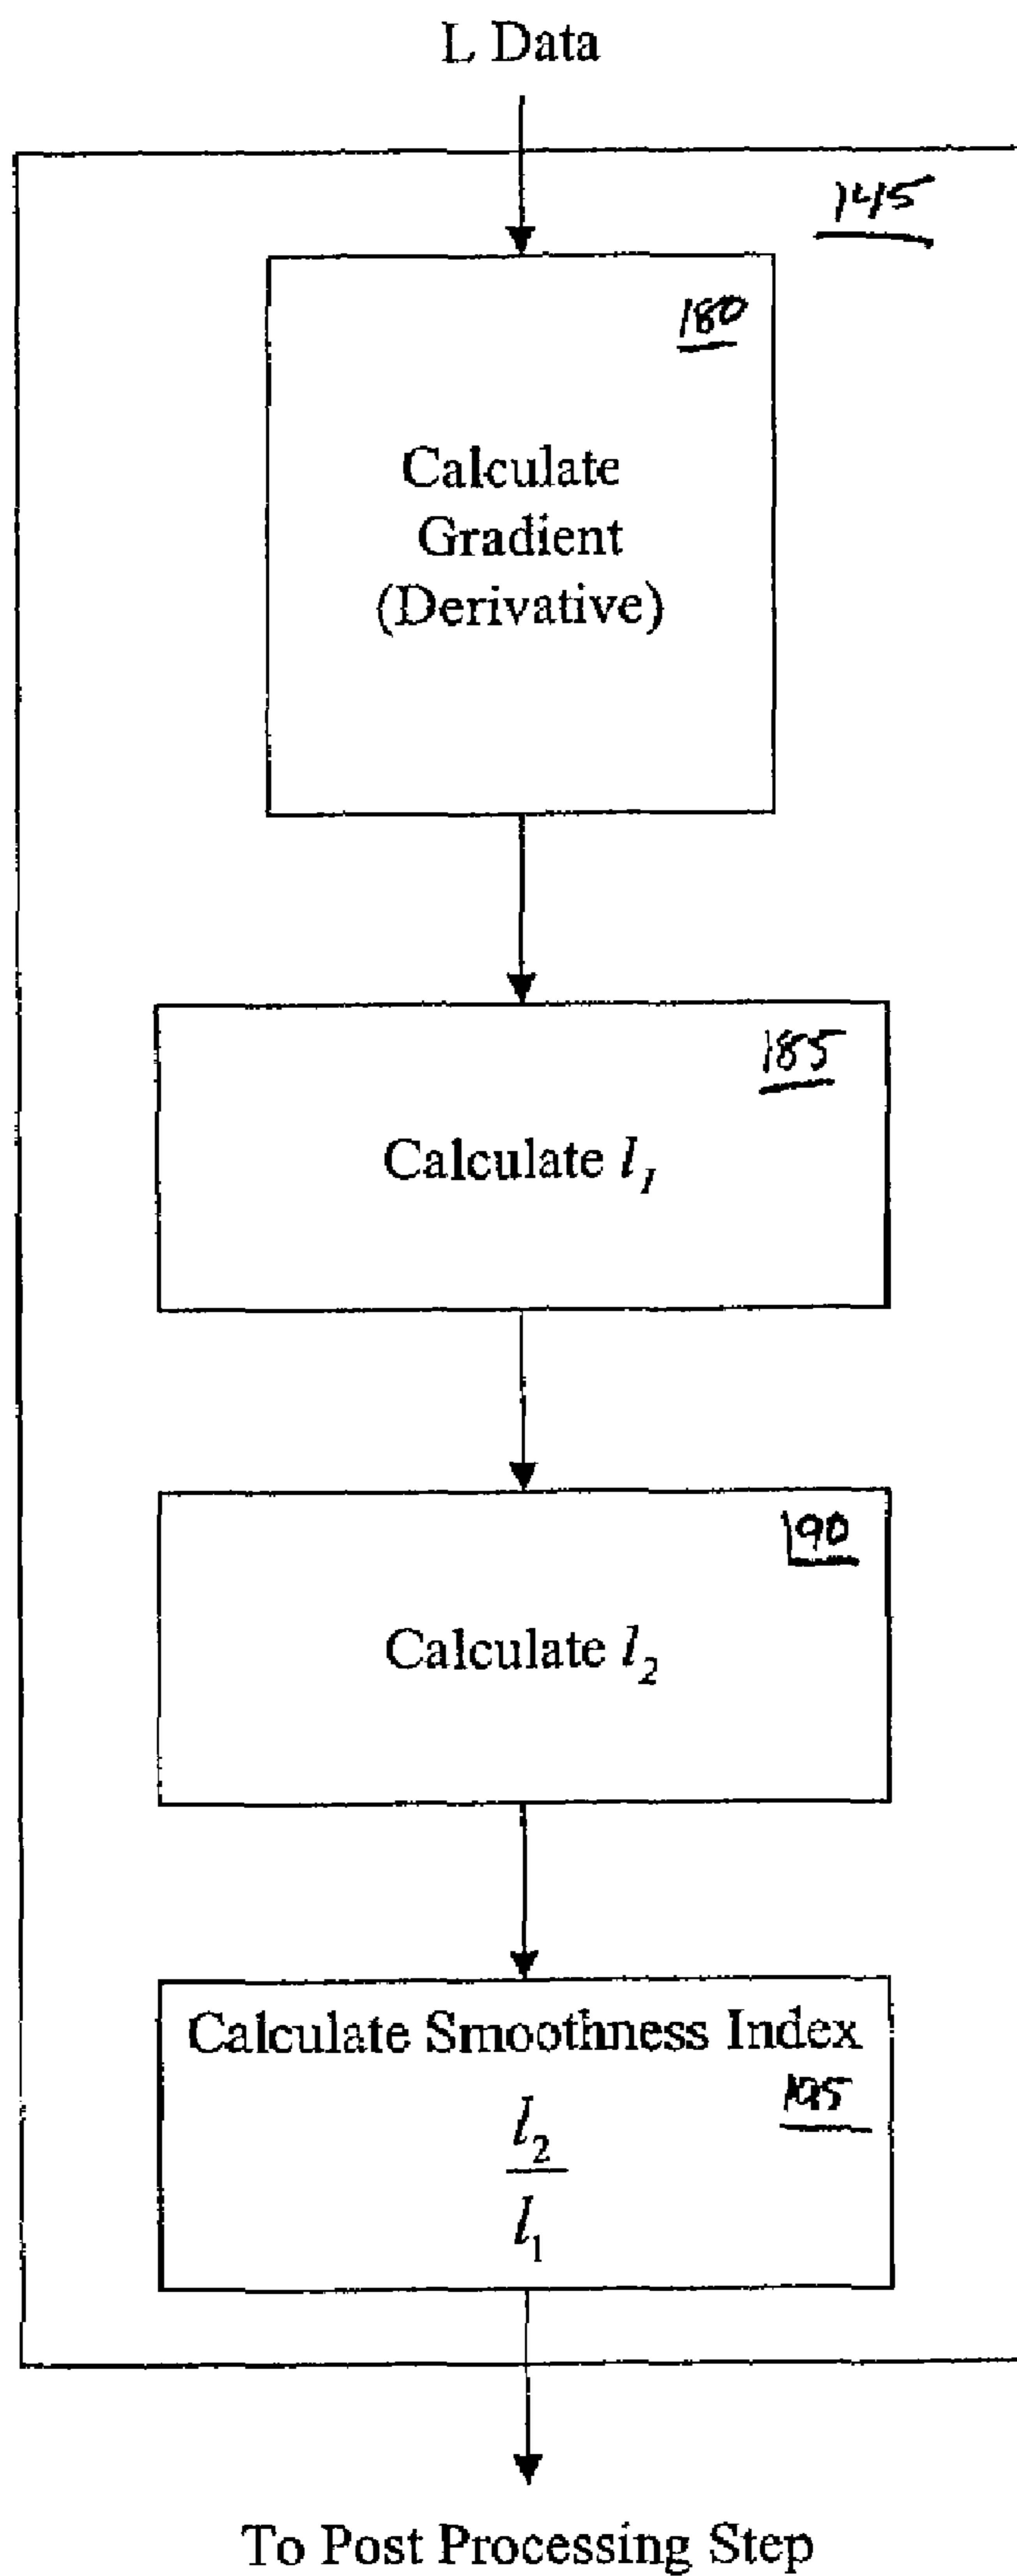 L Data
145
180
Calculate
Gradient
(Derivative)
185
Calculate l₁
190
Calculate l₂
Calculate Smoothness Index
195
l₂
l₁
To Post Processing Step